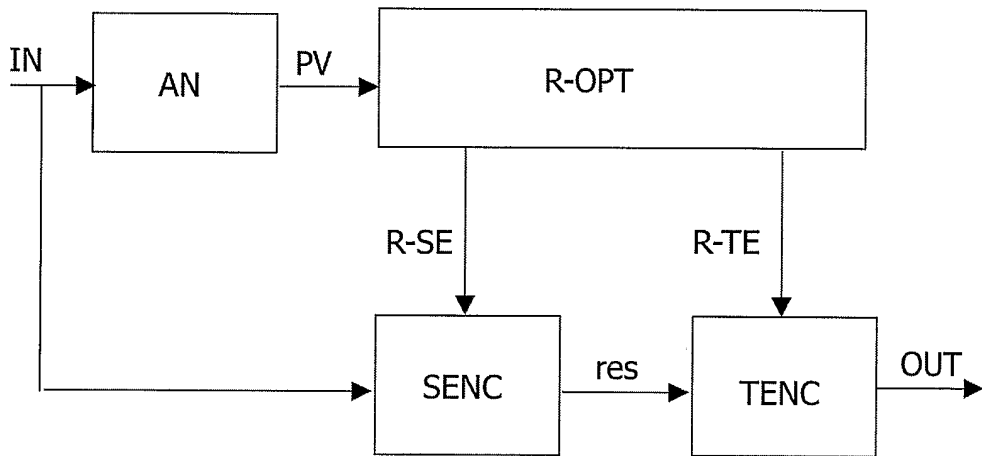 IN
AN
PV
R-OPT
R-SE
R-TE
SENC
res
TENC
OUT